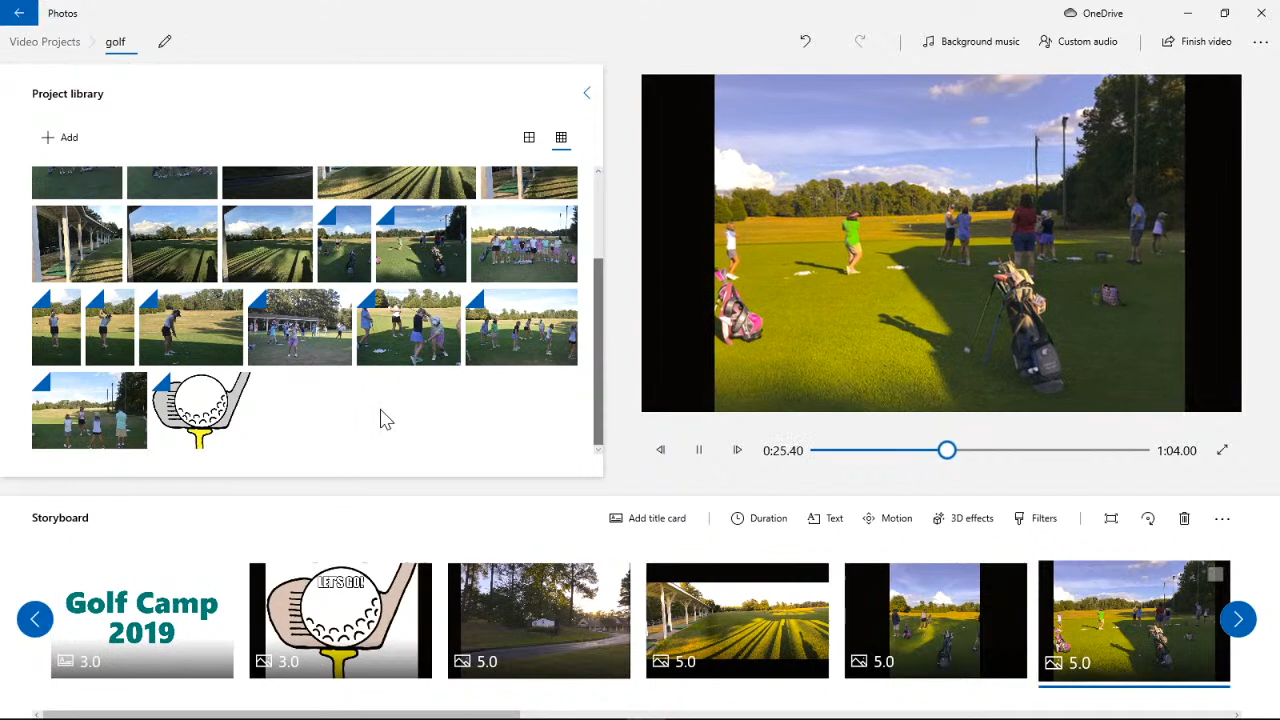 Photos
OneDrive
Video Projects
golf
Background music
Custom audio
Finish video
Project library
Add
0:25.40
1:04.00
Storyboard
Add title card
Duration
Text
Motion
3D effects
Filters
Golf Camp
2019
LET'S GO!
3.0
3.0
5.0
5.0
5.0
5.0